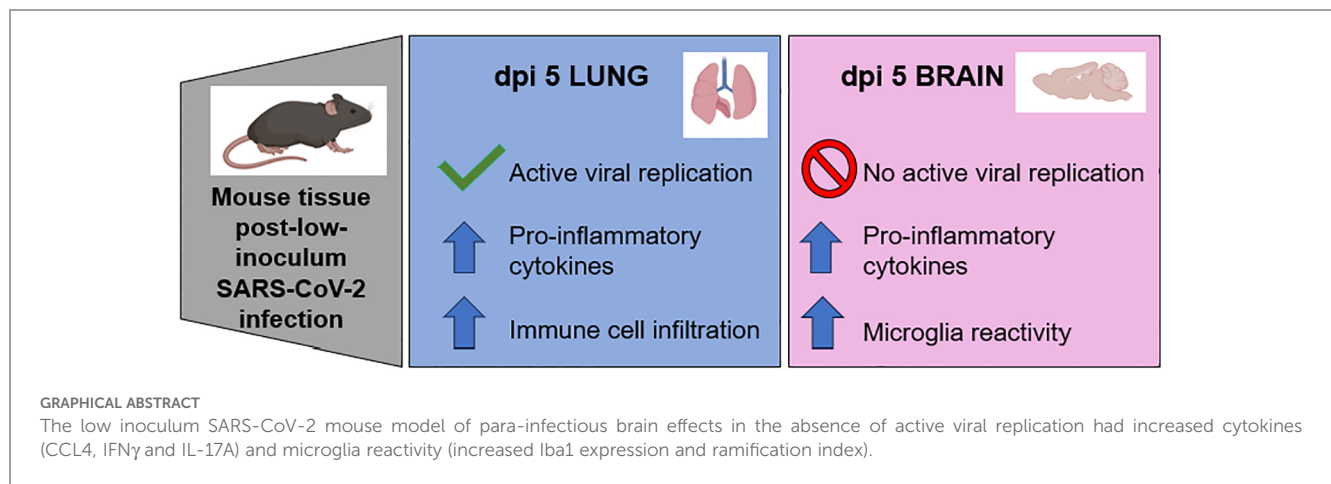 Mouse tissue
post-low-
inoculum
SARS-CoV-2
infection
dpi 5 LUNG
Active viral replication
Pro-inflammatory
cytokines
Immune cell infiltration
dpi 5 BRAIN
No active viral replication
Pro-inflammatory
cytokines
Microglia reactivity
GRAPHICAL ABSTRACT
The low inoculum SARS-CoV-2 mouse model of para-infectious brain effects in the absence of active viral replication had increased cytokines
(CCL4, IFNγ and IL-17A) and microglia reactivity (increased Iba1 expression and ramification index).